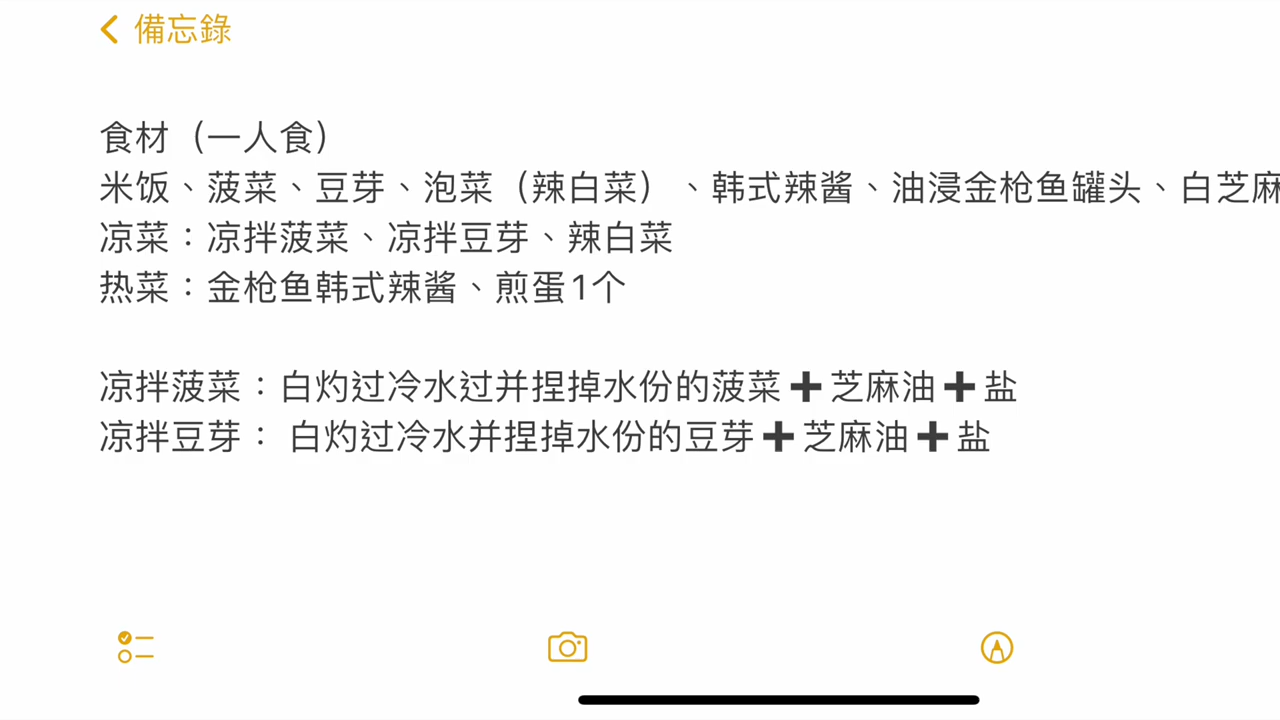 備忘錄
食材（一人食）
米饭、菠菜、豆芽、泡菜（辣白菜）、韩式辣酱、油浸金枪鱼罐头、白芝麻
凉菜：凉拌菠菜、凉拌豆芽、辣白菜
热菜：金枪鱼韩式辣酱、煎蛋1个
凉拌菠菜：白灼过冷水过并捏掉水份的菠菜➕芝麻油➕盐
凉拌豆芽： 白灼过冷水并捏掉水份的豆芽➕芝麻油➕盐